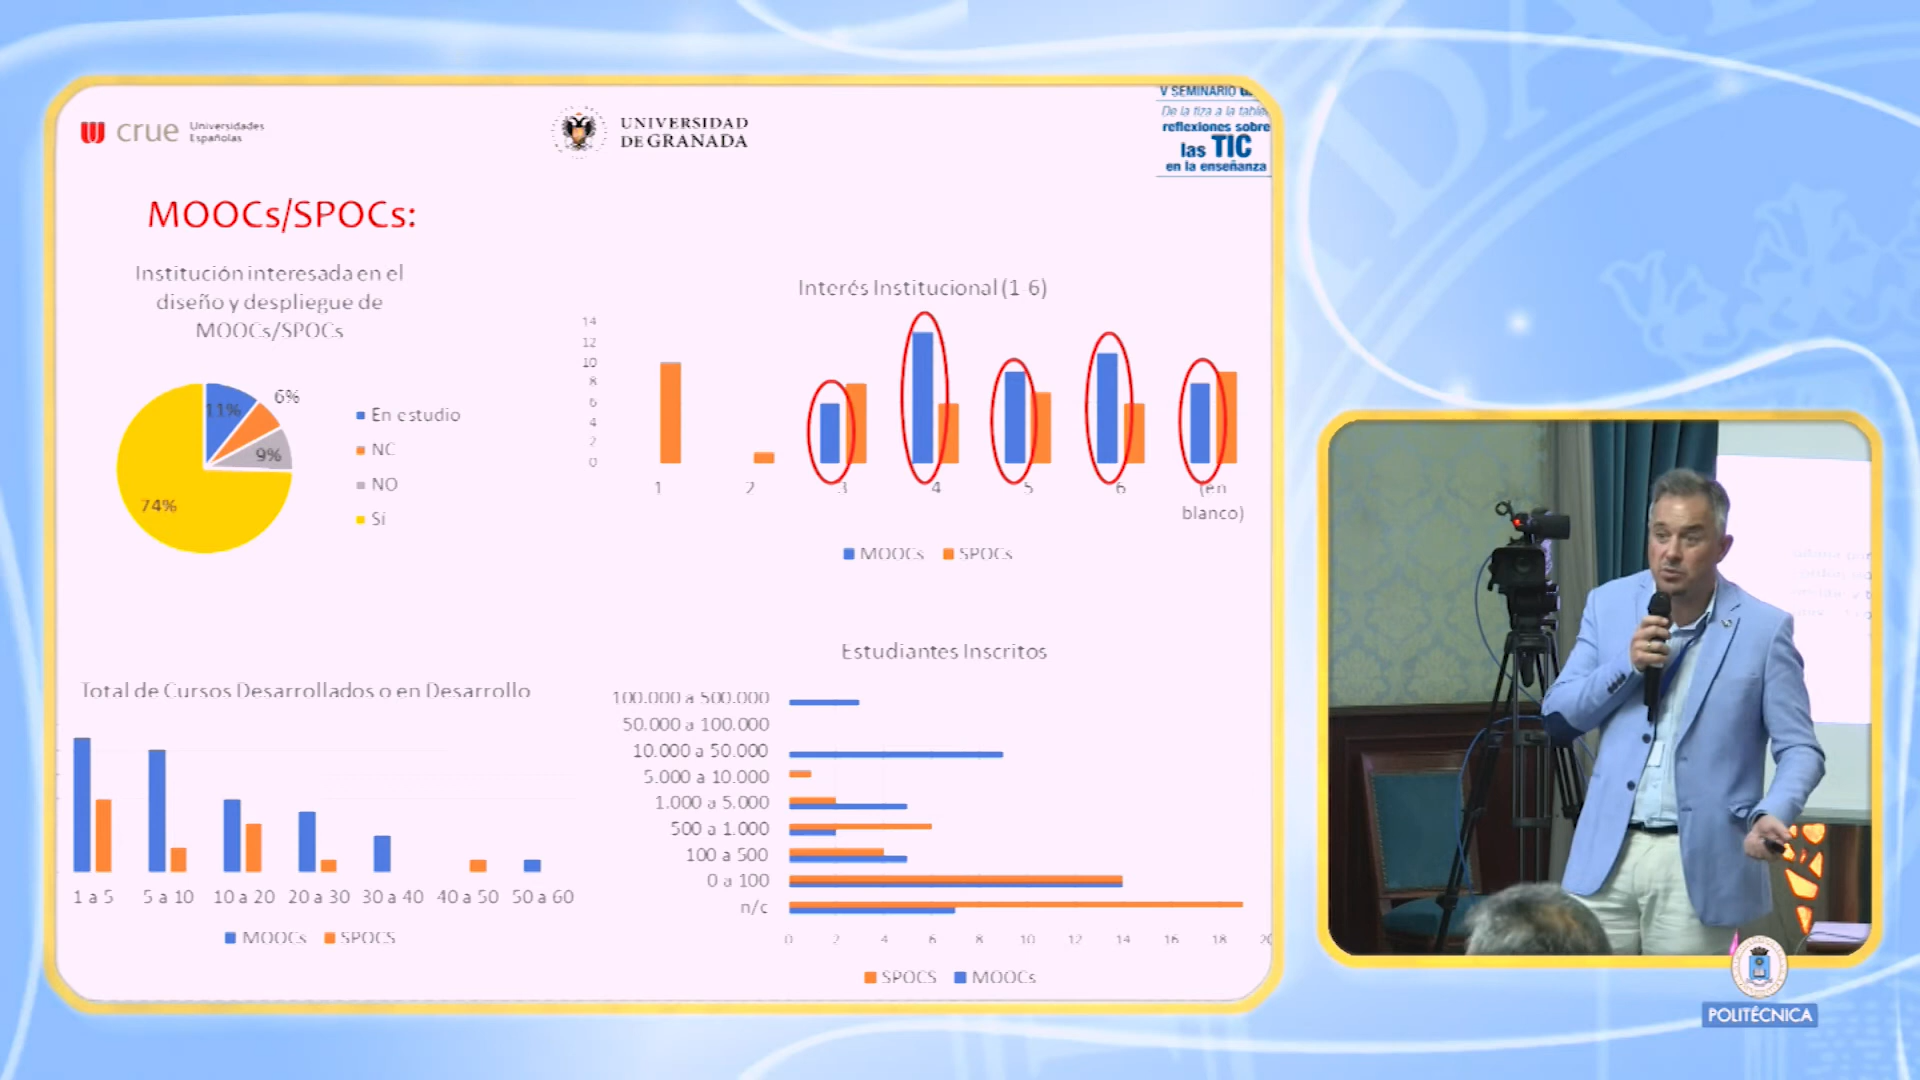 crue Universidades
Españolas
UNIVERSIDAD
DE GRANADA
V SEMINARIO
De la tiza a la tablet
reflexiones sobre
las TIC
en la enseñanza
MOOCs/SPOCs:
Institución interesada en el
diseño y despliegue de
MOOCs/SPOCs
11%
6%
9%
74%
En estudio
NC
NO
Sí
Interés Institucional (1 6)
14
12
10
8
6
4
2
0
1 2 3 4 5 6 (en
blanco)
MOOCs SPOCs
Total de Cursos Desarrollados o en Desarrollo
1 a 5 5 a 10 10 a 20 20 a 30 30 a 40 40 a 50 50 a 60
MOOCs SPOCS
Estudiantes Inscritos
100.000 a 500.000
50.000 a 100.000
10.000 a 50.000
5.000 a 10.000
1.000 a 5.000
500 a 1.000
100 a 500
0 a 100
n/c
0 2 4 6 8 10 12 14 16 18 20
SPOCS MOOCs
POLITÉCNICA